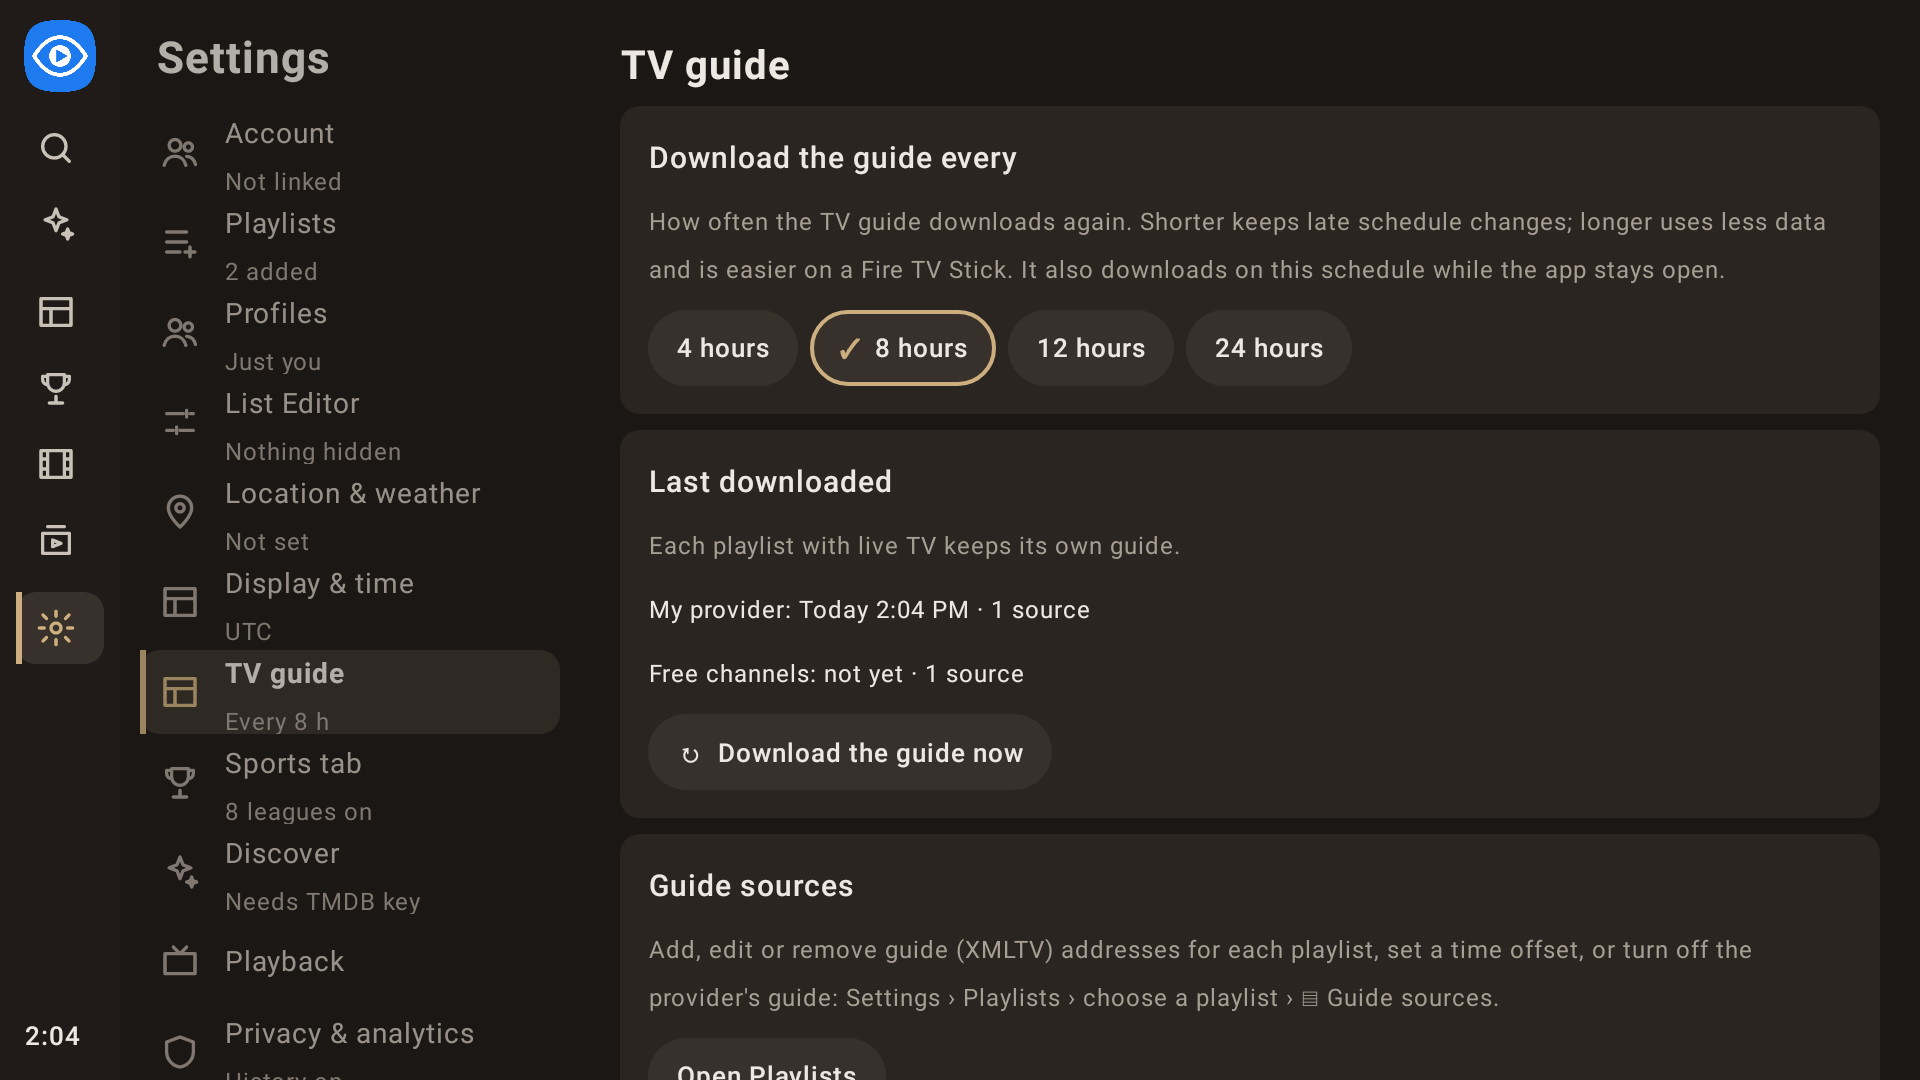 Settings
Account
Not linked
Playlists
2 added
Profiles
Just you
List Editor
Nothing hidden
Location & weather
Not set
Display & time
UTC
TV guide
Every 8 h
Sports tab
8 leagues on
Discover
Needs TMDB key
Playback
Privacy & analytics
History on
2:04
TV guide
Download the guide every
How often the TV guide downloads again. Shorter keeps late schedule changes; longer uses less data
and is easier on a Fire TV Stick. It also downloads on this schedule while the app stays open.
4 hours
✓ 8 hours
12 hours
24 hours
Last downloaded
Each playlist with live TV keeps its own guide.
My provider: Today 2:04 PM · 1 source
Free channels: not yet · 1 source
↻ Download the guide now
Guide sources
Add, edit or remove guide (XMLTV) addresses for each playlist, set a time offset, or turn off the
provider's guide: Settings › Playlists › choose a playlist › ▤ Guide sources.
Open Playlists